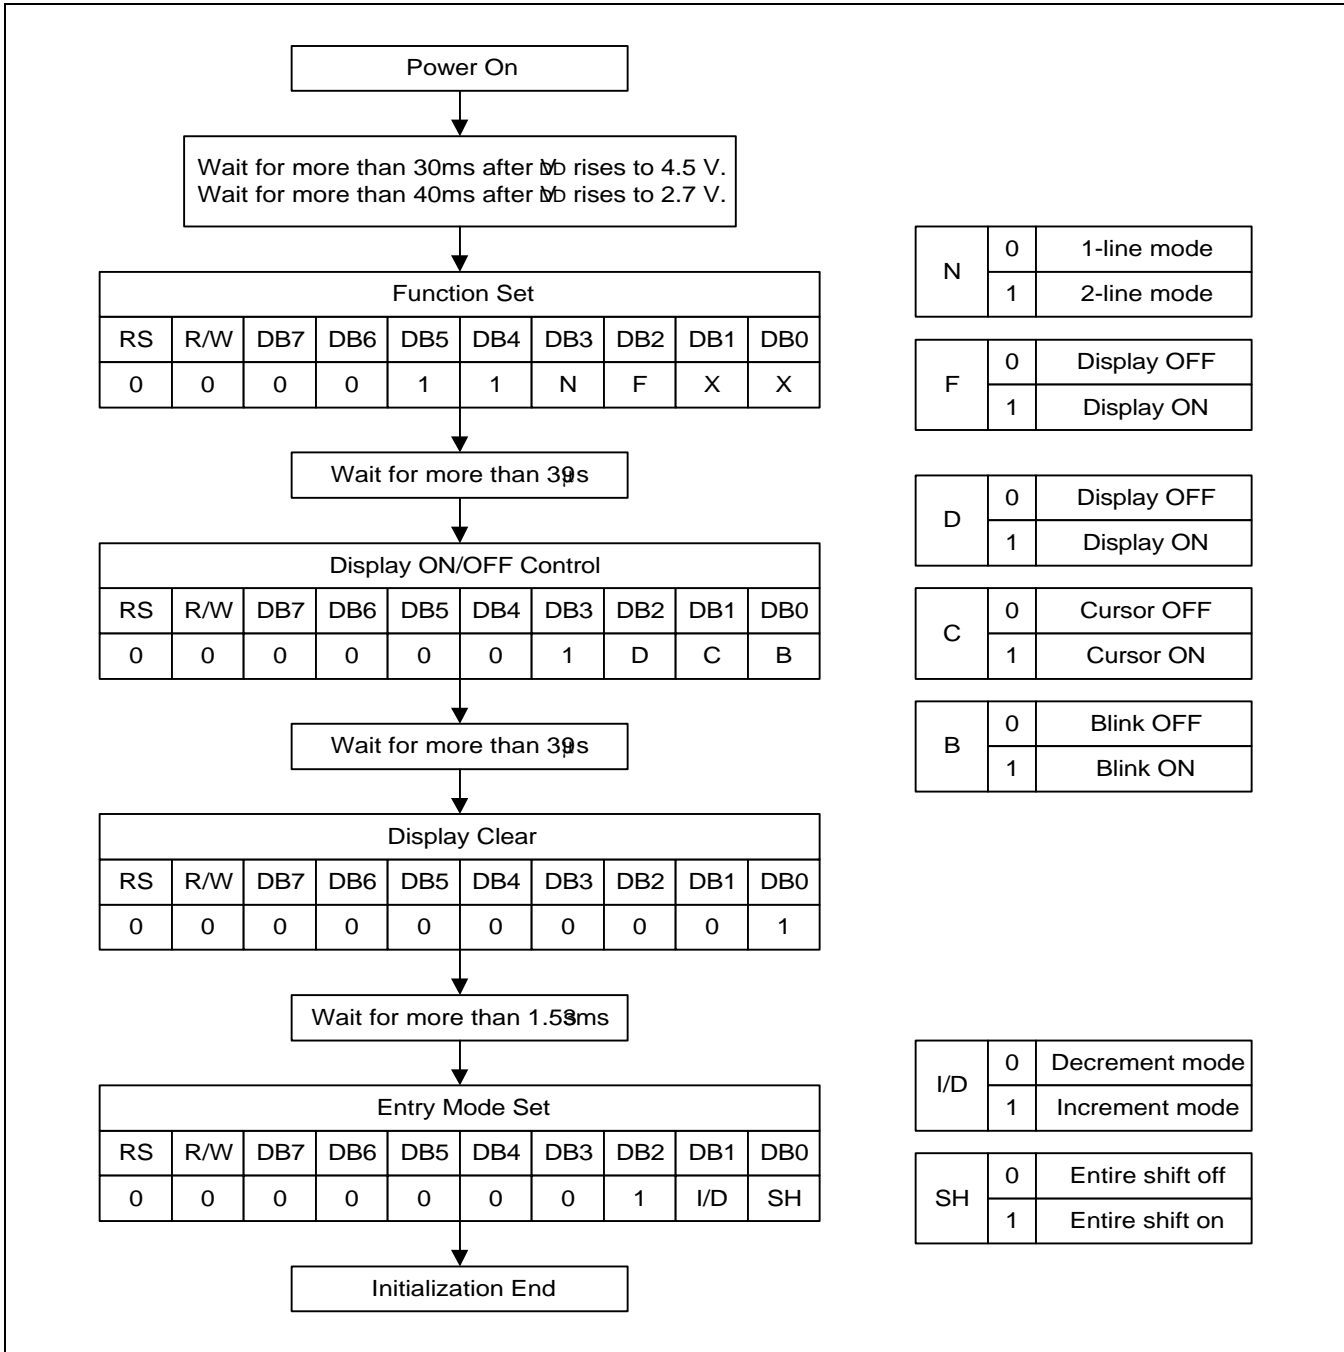 Power On
Wait for more than 30ms after VDD rises to 4.5 V.
Wait for more than 40ms after VDD rises to 2.7 V.
Function Set
RS R/W DB7 DB6 DB5 DB4 DB3 DB2 DB1 DB0
0 0 0 0 1 1 N F X X
Wait for more than 39μs
Display ON/OFF Control
RS R/W DB7 DB6 DB5 DB4 DB3 DB2 DB1 DB0
0 0 0 0 0 0 1 D C B
Wait for more than 39μs
Display Clear
RS R/W DB7 DB6 DB5 DB4 DB3 DB2 DB1 DB0
0 0 0 0 0 0 0 0 0 1
Wait for more than 1.53ms
Entry Mode Set
RS R/W DB7 DB6 DB5 DB4 DB3 DB2 DB1 DB0
0 0 0 0 0 0 0 1 I/D SH
Initialization End
N
0 1-line mode
1 2-line mode
F
0 Display OFF
1 Display ON
D
0 Display OFF
1 Display ON
C
0 Cursor OFF
1 Cursor ON
B
0 Blink OFF
1 Blink ON
I/D
0 Decrement mode
1 Increment mode
SH
0 Entire shift off
1 Entire shift on